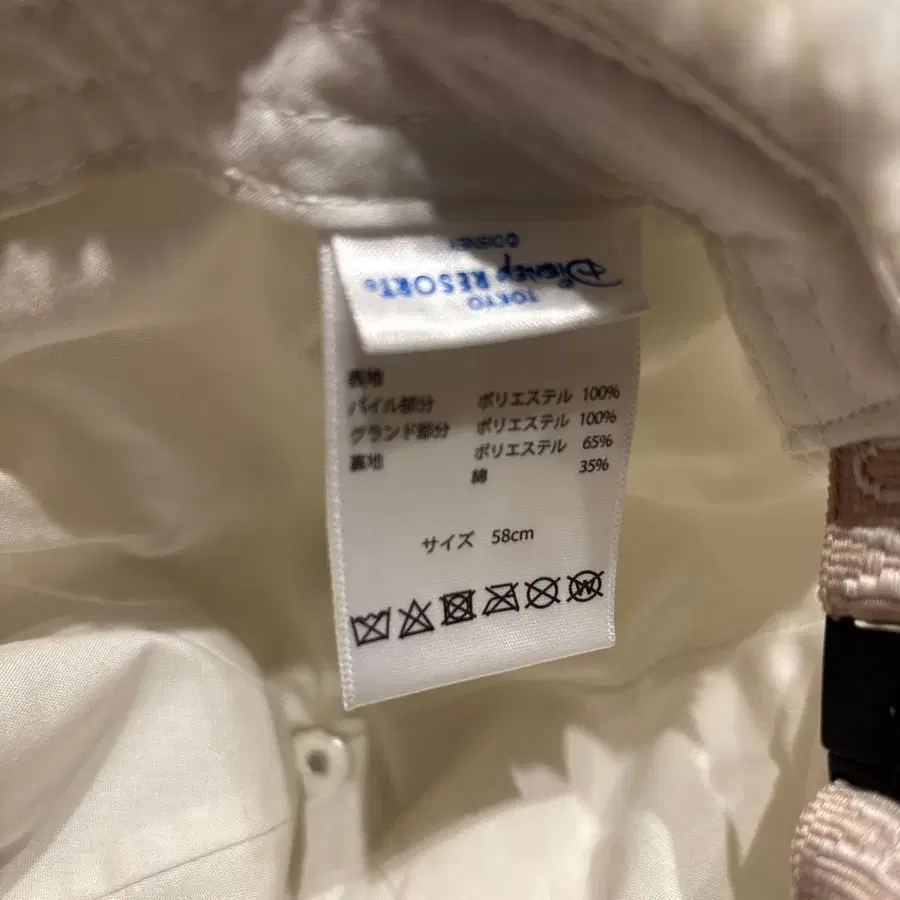 TOKYO
Disney RESORT®
©DISNEY
表地
パイル部分 ポリエステル 100%
グランド部分 ポリエステル 100%
裏地 ポリエステル 65%
綿 35%
サイズ 58cm
W